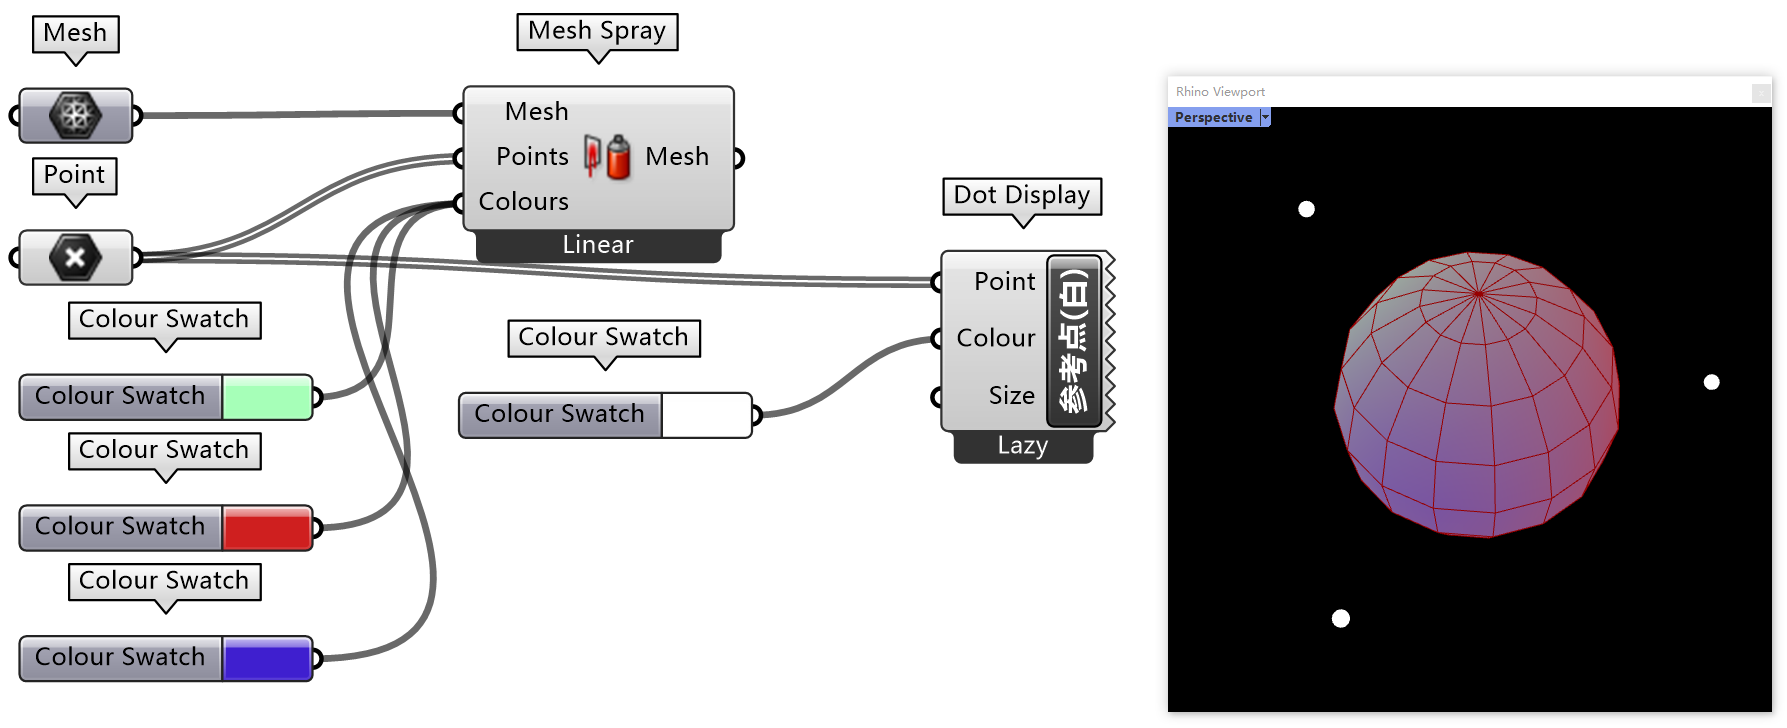 Mesh
Point
Colour Swatch
Colour Swatch
Colour Swatch
Colour Swatch
Colour Swatch
Colour Swatch
Mesh Spray
Mesh
Points
Colours
Mesh
Linear
Colour Swatch
Colour Swatch
Dot Display
Point
Colour
Size
参考点(白)
Lazy
Rhino Viewport
Perspective